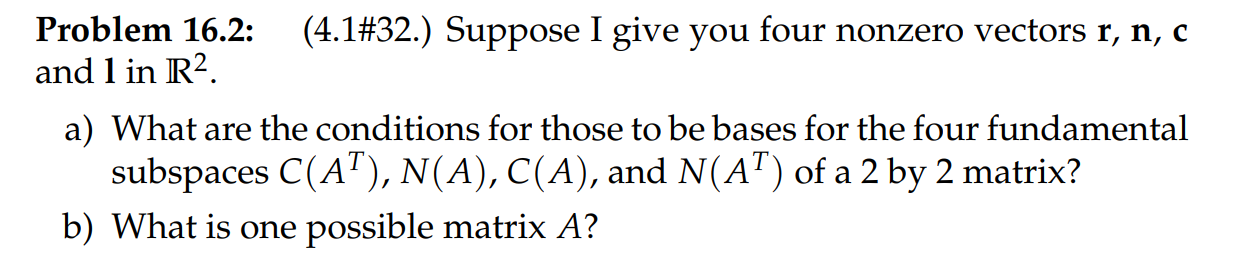 Problem 16.2: (4.1#32.) Suppose I give you four nonzero vectors r, n, c
and l in ℝ².
a) What are the conditions for those to be bases for the four fundamental
subspaces C(Aᵀ), N(A), C(A), and N(Aᵀ) of a 2 by 2 matrix?
b) What is one possible matrix A?